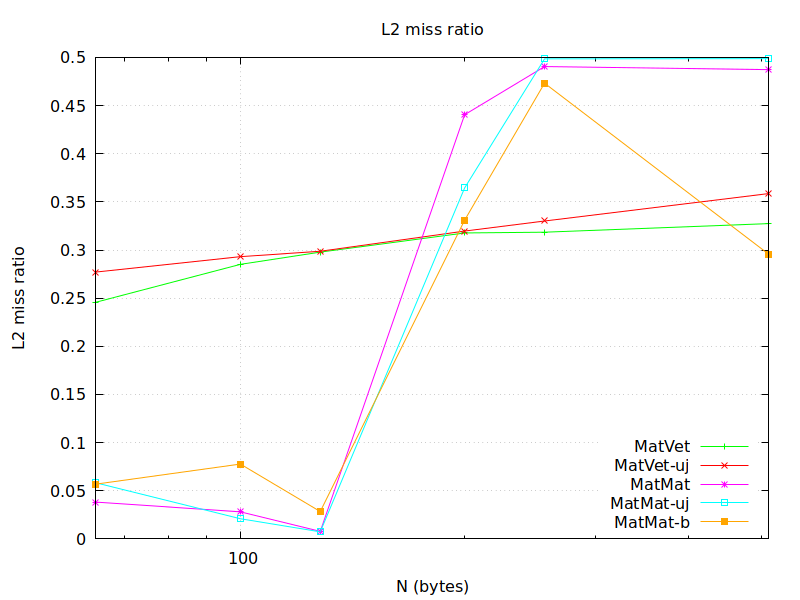 L2 miss ratio
0.5
0.45
0.4
0.35
0.3
0.25
0.2
0.15
0.1
0.05
0
L2 miss ratio
MatVet
MatVet-uj
MatMat
MatMat-uj
MatMat-b
100
N (bytes)